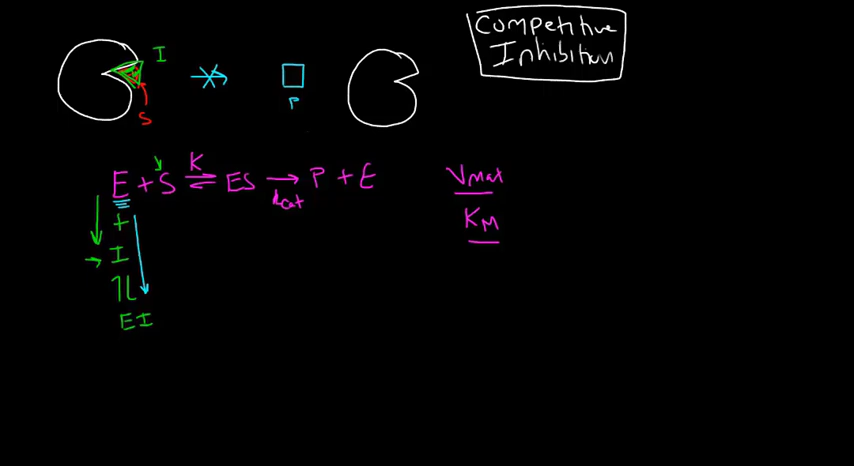 Competitive
Inhibition
I
S
P
E + S ⇌ ES → P + E
K
kcat
+
I
⇌
EI
Vmax
KM